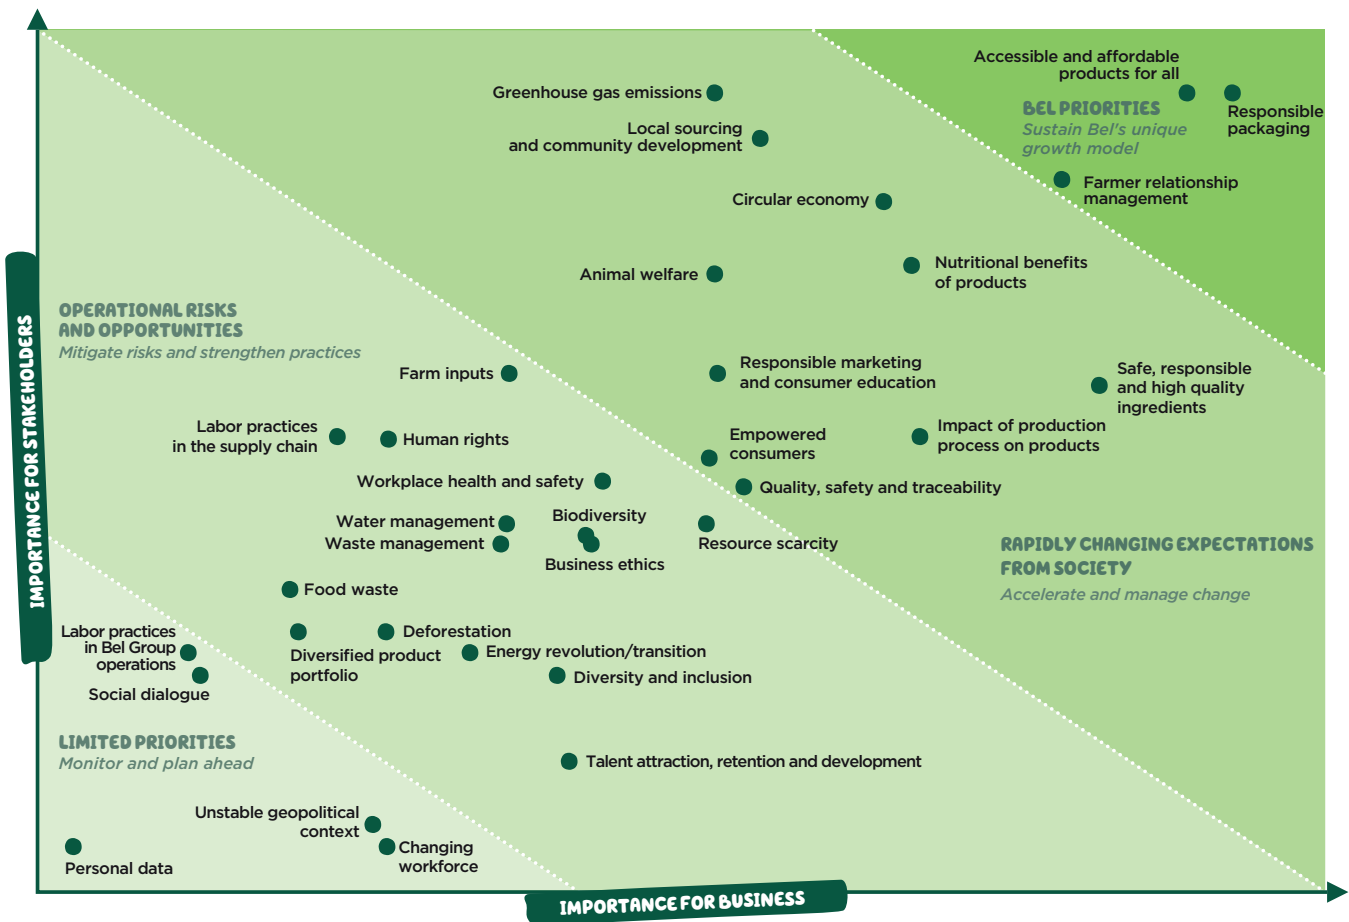 Accessible and affordable
products for all
Greenhouse gas emissions
BEL PRIORITIES
Responsible
packaging
Sustain Bel's unique
growth model
Local sourcing
and community development
Farmer relationship
management
Circular economy
Nutritional benefits
of products
Animal welfare
OPERATIONAL RISKS
AND OPPORTUNITIES
Mitigate risks and strengthen practices
IMPORTANCE FOR STAKEHOLDERS
Farm inputs
Responsible marketing
and consumer education
Safe, responsible
and high quality
ingredients
Labor practices
in the supply chain
Human rights
Empowered
consumers
Impact of production
process on products
Workplace health and safety
Quality, safety and traceability
Water management
Biodiversity
Waste management
Resource scarcity
Business ethics
RAPIDLY CHANGING EXPECTATIONS
FROM SOCIETY
Accelerate and manage change
Food waste
Labor practices
in Bel Group
operations
Deforestation
Diversified product
portfolio
Energy revolution/transition
Diversity and inclusion
Social dialogue
LIMITED PRIORITIES
Monitor and plan ahead
Talent attraction, retention and development
Unstable geopolitical
context
Changing
workforce
Personal data
IMPORTANCE FOR BUSINESS